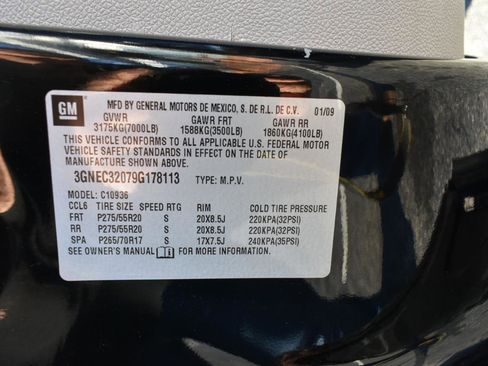 GM
MFD BY GENERAL MOTORS DE MEXICO, S. DE R.L. DE C.V. 01/09
GVWR GAWR FRT GAWR RR
3175KG(7000LB) 1588KG(3500LB) 1860KG(4100LB)
THIS VEHICLE CONFORMS TO ALL APPLICABLE U.S. FEDERAL MOTOR
VEHICLE SAFETY STANDARDS IN EFFECT ON THE DATE OF
MANUFACTURE SHOWN ABOVE.
3GNEC32079G178113 TYPE: M.P.V.
MODEL: C10936
CCL6 TIRE SIZE SPEED RTG RIM COLD TIRE PRESSURE
FRT P275/55R20 S 20X8.5J 220KPA(32PSI)
RR P275/55R20 S 20X8.5J 220KPA(32PSI)
SPA P265/70R17 S 17X7.5J 240KPA(35PSI)
SEE OWNER'S MANUAL FOR MORE INFORMATION.